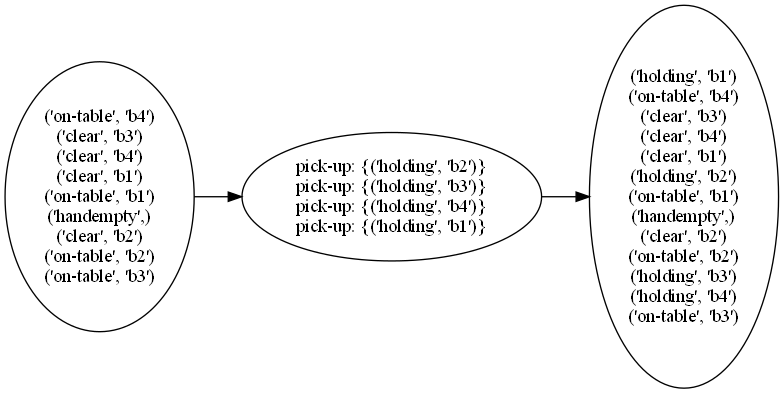 ('on-table', 'b4')
('clear', 'b3')
('clear', 'b4')
('clear', 'b1')
('on-table', 'b1')
('handempty',)
('clear', 'b2')
('on-table', 'b2')
('on-table', 'b3')
pick-up: {('holding', 'b2')}
pick-up: {('holding', 'b3')}
pick-up: {('holding', 'b4')}
pick-up: {('holding', 'b1')}
('holding', 'b1')
('on-table', 'b4')
('clear', 'b3')
('clear', 'b4')
('clear', 'b1')
('holding', 'b2')
('on-table', 'b1')
('handempty',)
('clear', 'b2')
('on-table', 'b2')
('holding', 'b3')
('holding', 'b4')
('on-table', 'b3')